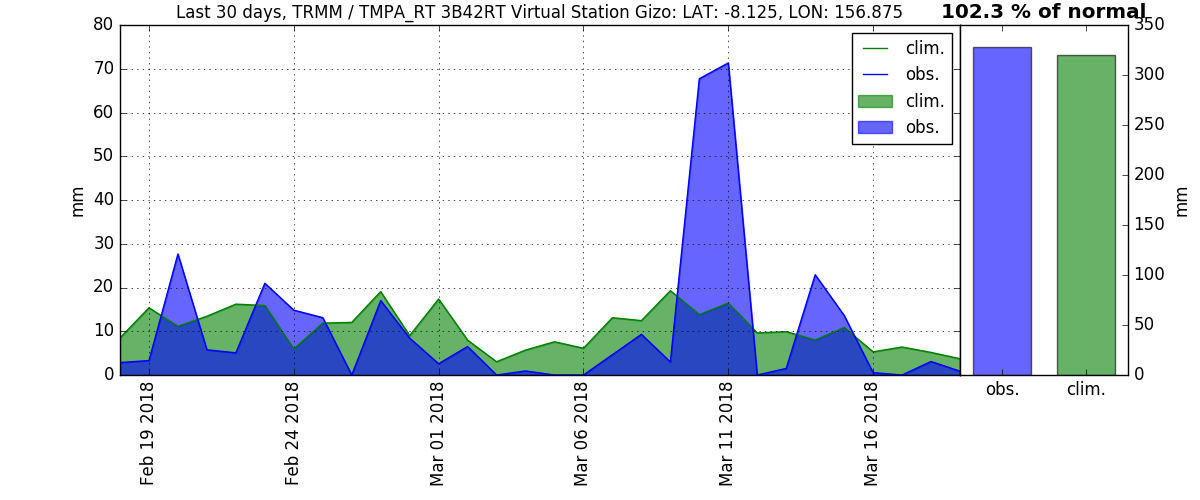 Last 30 days, TRMM / TMPA_RT 3B42RT Virtual Station Gizo: LAT: -8.125, LON: 156.875
102.3 % of normal
80
70
60
50
40
30
20
10
0
mm
clim.
obs.
clim.
obs.
Feb 19 2018
Feb 24 2018
Mar 01 2018
Mar 06 2018
Mar 11 2018
Mar 16 2018
350
300
250
200
150
100
50
0
mm
obs.
clim.